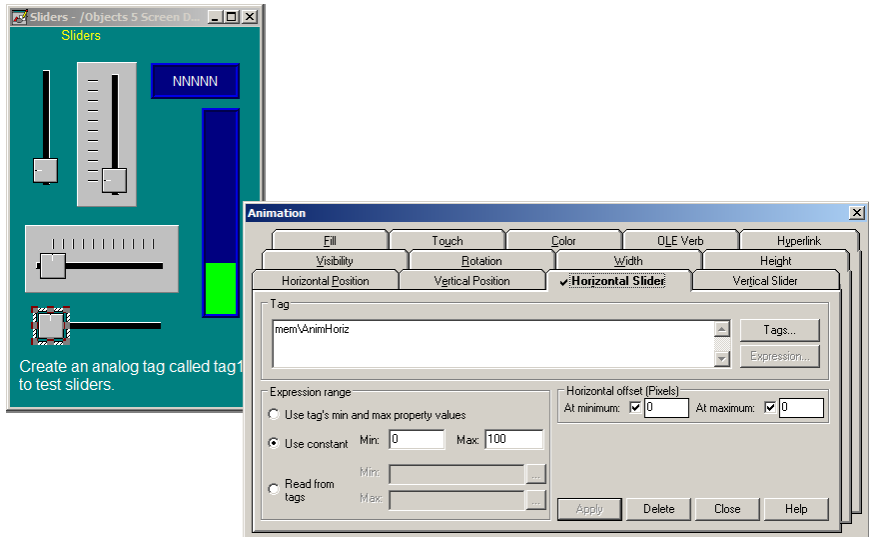 Sliders - /Objects 5 Screen D...
Sliders
NNNNN
Create an analog tag called tag1
to test sliders.
Animation
Fill
Touch
Color
OLE Verb
Hyperlink
Visibility
Rotation
Width
Height
Horizontal Position
Vertical Position
Horizontal Slider
Vertical Slider
Tag
mem\AnimHoriz
Tags...
Expression...
Expression range
Use tag's min and max property values
Use constant Min: 0 Max: 100
Read from
tags
Min: ...
Max: ...
Horizontal offset (Pixels)
At minimum: 0 At maximum: 0
Apply Delete Close Help